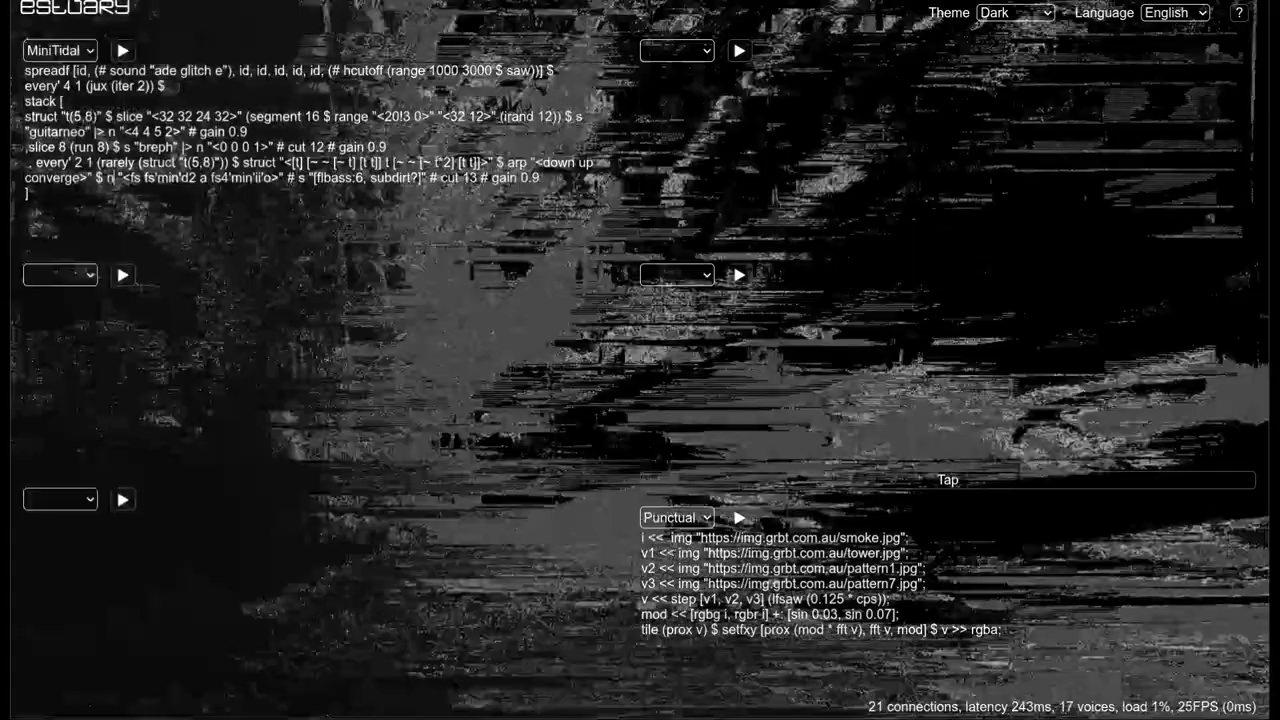 estuary
Theme Dark Language English ?
MiniTidal
spreadf [id, (# sound "ade glitch e"), id, id, id, id, id, (# hcutoff (range 1000 3000 $ saw))] $
every' 4 1 (jux (iter 2)) $
stack [
struct "t(5,8)" $ slice "<32 32 24 32>" (segment 16 $ range "<20!3 0>" "<32 12>" (irand 12)) $ s
"guitarneo" |> n "<4 4 5 2>" # gain 0.9
,slice 8 (run 8) $ s "breph" |> n "<0 0 0 1>" # cut 12 # gain 0.9
, every' 2 1 (rarely (struct "t(5,8)")) $ struct "<[t] [~ ~ [~ t] [t t]] t [~ ~ [~ t*2] [t t]]>" $ arp "<down up
converge>" $ n "<fs fs'min'd2 a fs4'min'ii'o>" # s "[flbass:6, subdirt?]" # cut 13 # gain 0.9
]
Tap
Punctual
i << img "https://img.grbt.com.au/smoke.jpg";
v1 << img "https://img.grbt.com.au/tower.jpg";
v2 << img "https://img.grbt.com.au/pattern1.jpg";
v3 << img "https://img.grbt.com.au/pattern7.jpg";
v << step [v1, v2, v3] (lfsaw (0.125 * cps));
mod << [rgbg i, rgbr i] +: [sin 0.03, sin 0.07];
tile (prox v) $ setfxy [prox (mod * fft v), fft v, mod] $ v >> rgba;
21 connections, latency 243ms, 17 voices, load 1%, 25FPS (0ms)